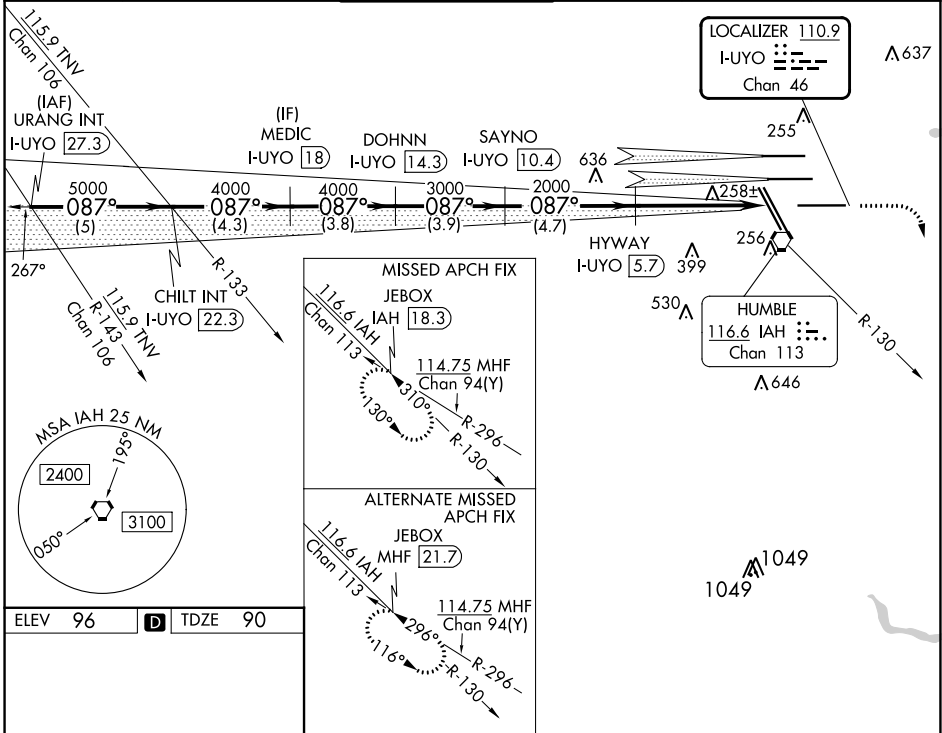 115.9 TNV
Chan 106
(IAF)
URANG INT
I-UYO 27.3
(IF)
MEDIC
I-UYO 18
DOHNN
I-UYO 14.3
SAYNO
I-UYO 10.4
LOCALIZER 110.9
I-UYO
Chan 46
637
255
636
258±
5000
087°
(5)
4000
087°
(4.3)
4000
087°
(3.8)
3000
087°
(3.9)
2000
087°
(4.7)
267°
CHILT INT
I-UYO 22.3
R-133
115.9 TNV
R-143
Chan 106
HYWAY
I-UYO 5.7
399
256
530
HUMBLE
116.6 IAH
Chan 113
R-130
646
MISSED APCH FIX
JEBOX
IAH 18.3
116.6 IAH
Chan 113
114.75 MHF
Chan 94(Y)
310°
130°
R-296
R-130
MSA IAH 25 NM
195°
2400
3100
050°
ALTERNATE MISSED
APCH FIX
JEBOX
MHF 21.7
116.6 IAH
Chan 113
114.75 MHF
Chan 94(Y)
296°
116°
R-296
R-130
1049
1049
ELEV 96 D TDZE 90